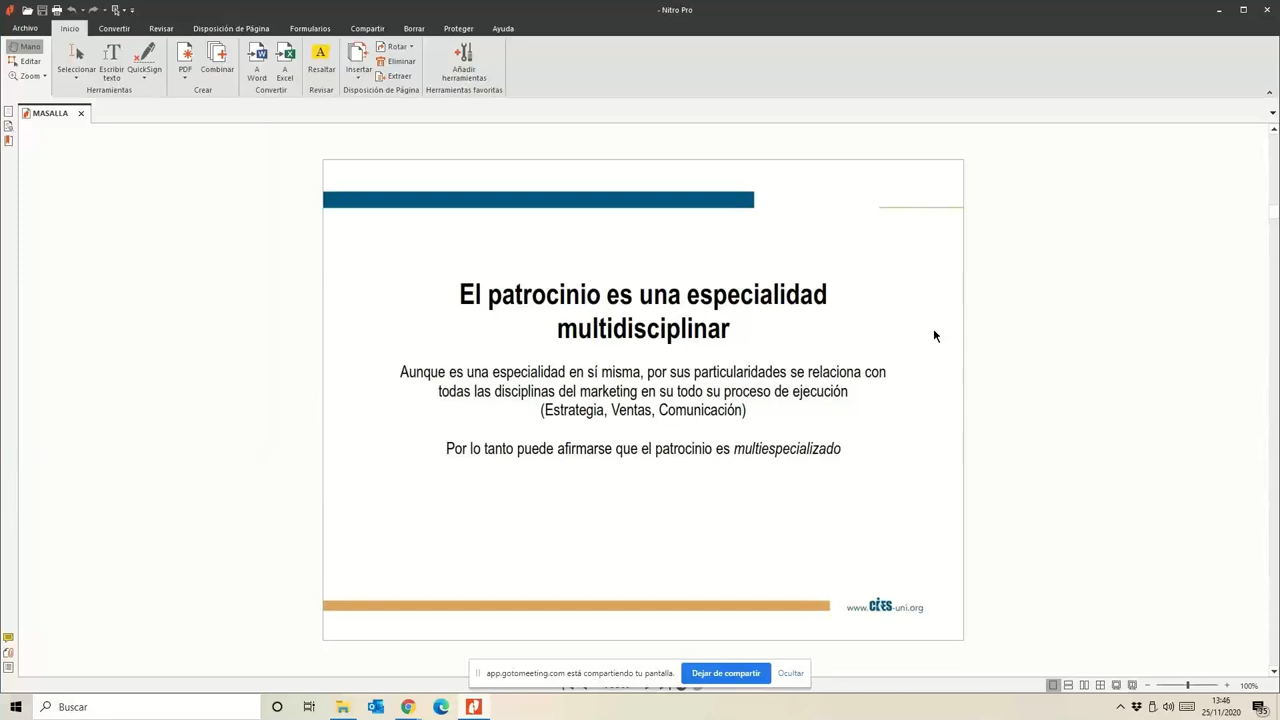 - Nitro Pro
Archivo Inicio Convertir Revisar Disposición de Página Formularios Compartir Borrar Proteger Ayuda
Mano
Editar
Zoom
Seleccionar
Escribir texto
QuickSign
Herramientas
PDF
Combinar
Crear
A Word
A Excel
Convertir
Resaltar
Revisar
Insertar
Rotar
Eliminar
Extraer
Disposición de Página
Añadir herramientas
Herramientas favoritas
MASALLA
El patrocinio es una especialidad
multidisciplinar
Aunque es una especialidad en sí misma, por sus particularidades se relaciona con
todas las disciplinas del marketing en su todo su proceso de ejecución
(Estrategia, Ventas, Comunicación)
Por lo tanto puede afirmarse que el patrocinio es multiespecializado
www.CIES-uni.org
app.gotometing.com está compartiendo tu pantalla. Dejar de compartir Ocultar
100%
Buscar
13:46
25/11/2020